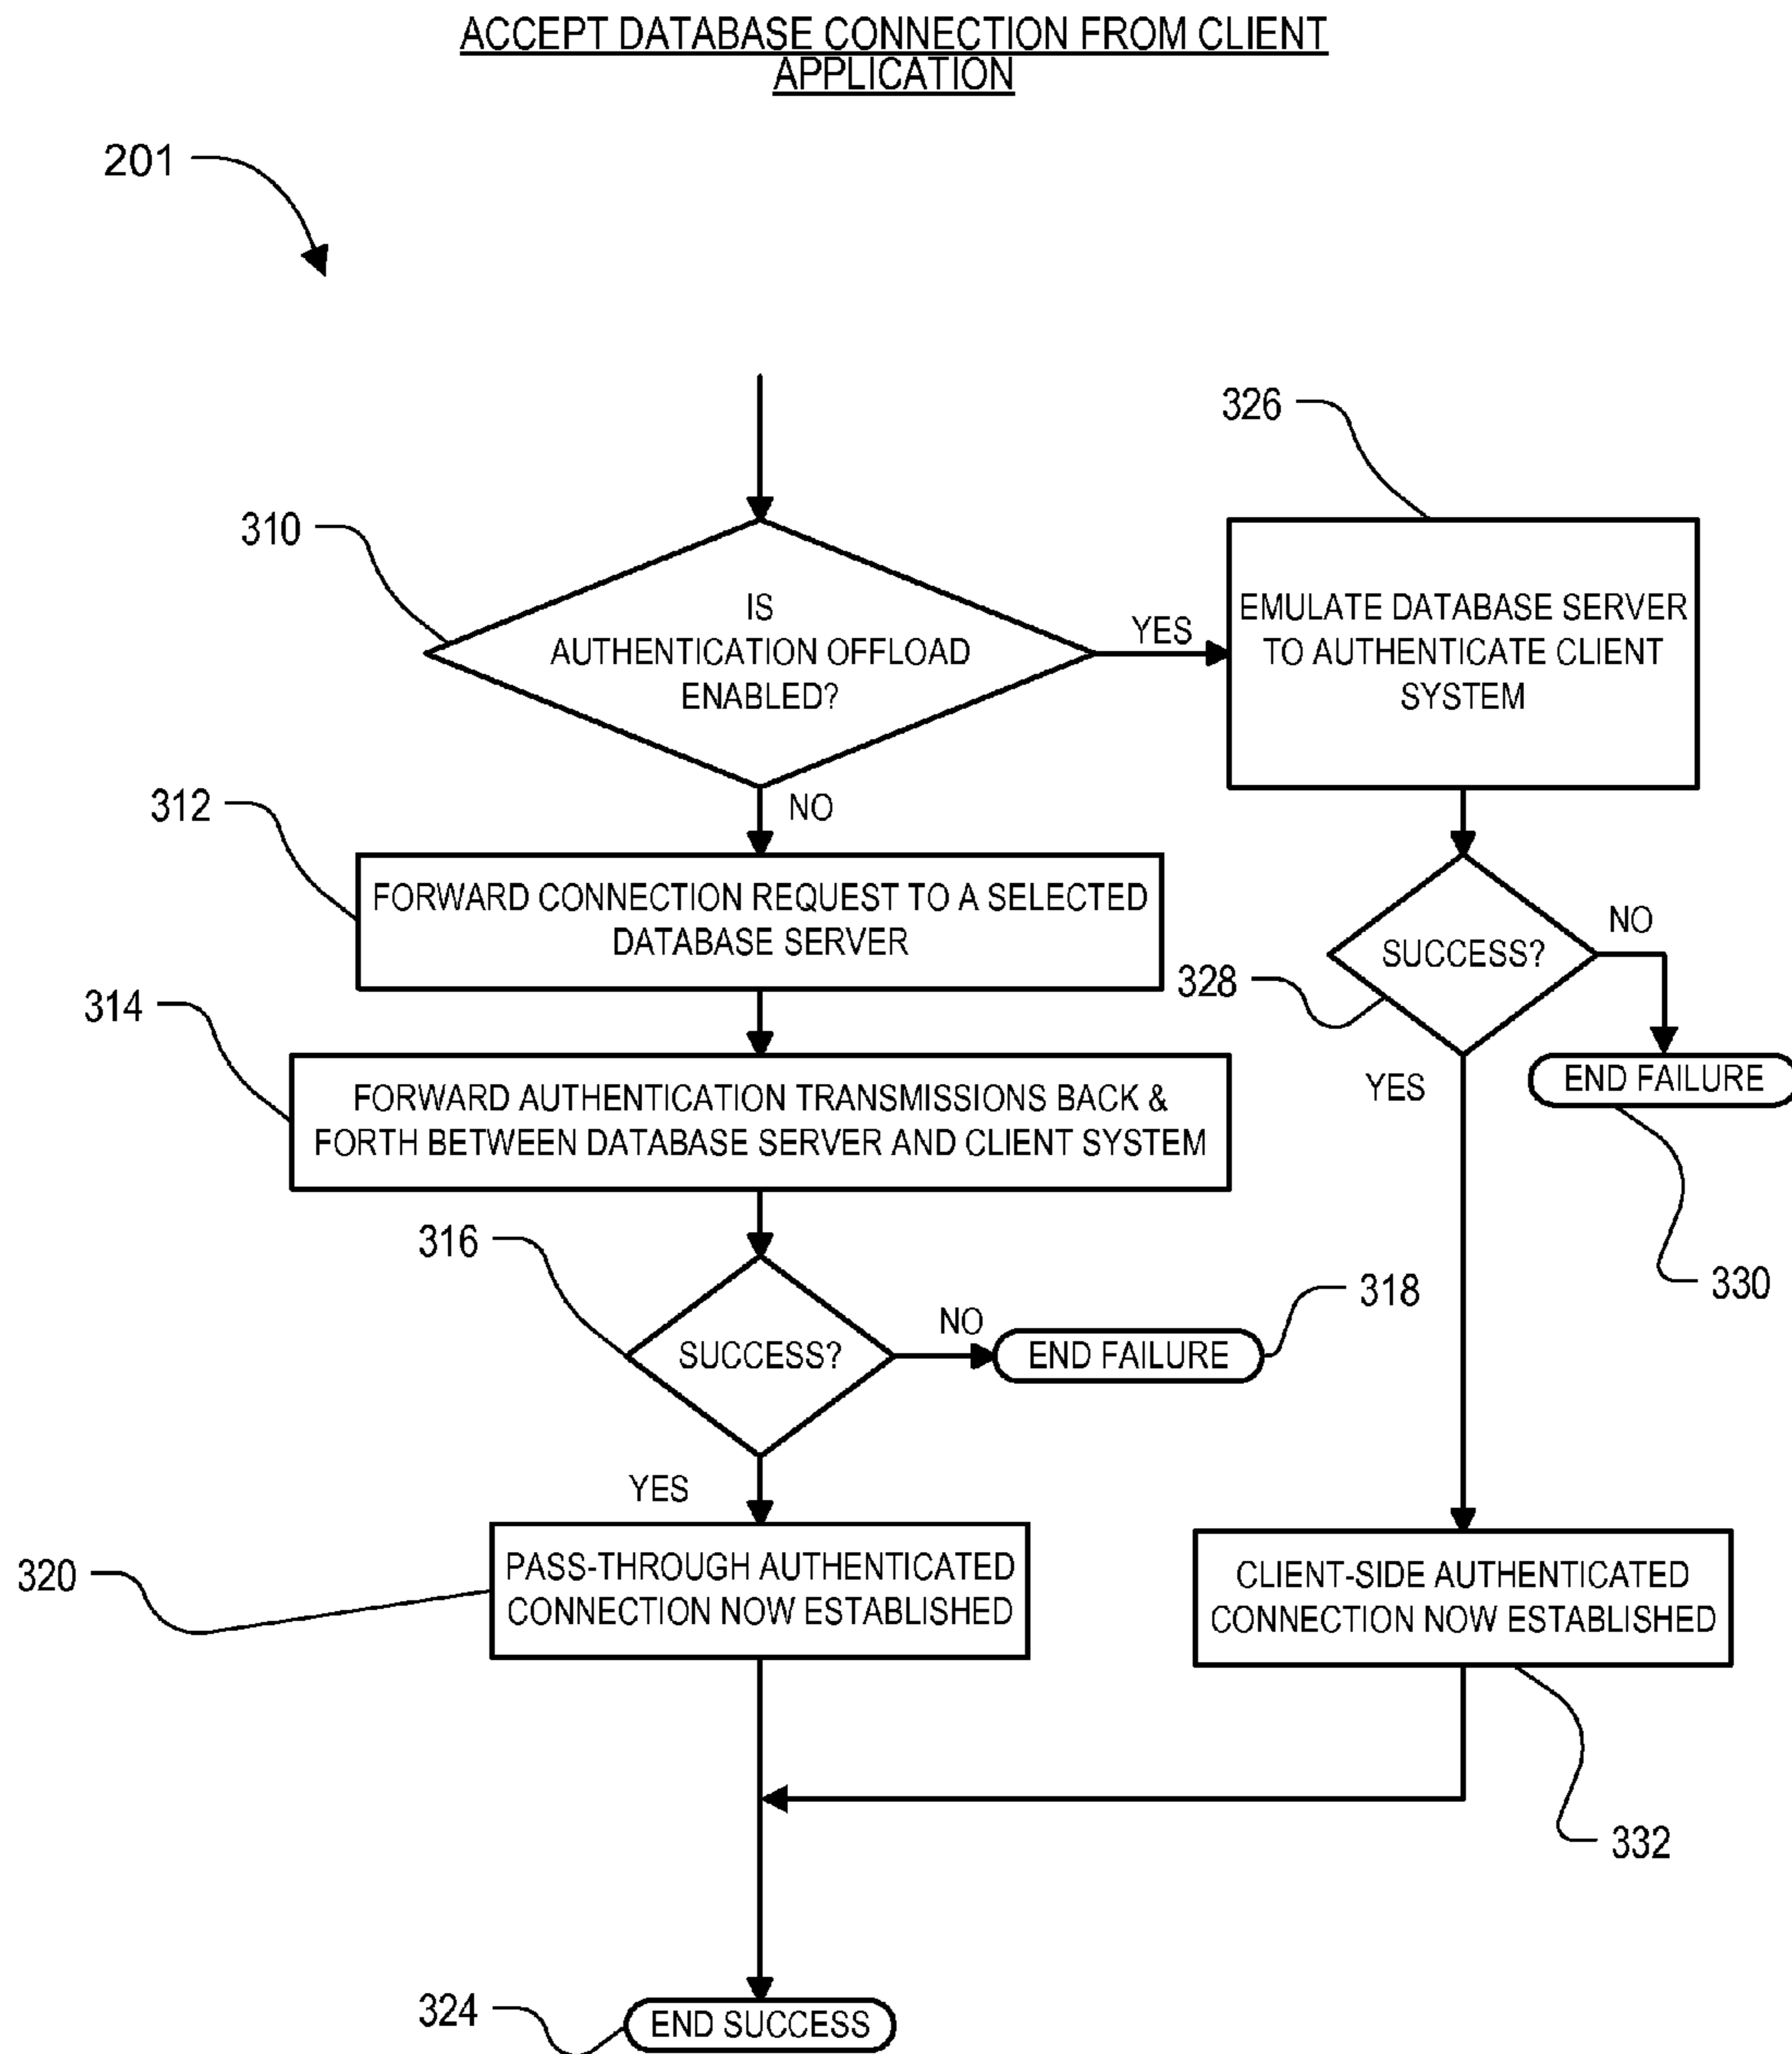 ACCEPT DATABASE CONNECTION FROM CLIENT
APPLICATION
201
326
310
IS
AUTHENTICATION OFFLOAD
ENABLED?
YES
EMULATE DATABASE SERVER
TO AUTHENTICATE CLIENT
SYSTEM
NO
312
FORWARD CONNECTION REQUEST TO A SELECTED
DATABASE SERVER
SUCCESS?
NO
328
314
FORWARD AUTHENTICATION TRANSMISSIONS BACK &
FORTH BETWEEN DATABASE SERVER AND CLIENT SYSTEM
YES
END FAILURE
330
316
SUCCESS?
NO
END FAILURE
318
YES
320
PASS-THROUGH AUTHENTICATED
CONNECTION NOW ESTABLISHED
CLIENT-SIDE AUTHENTICATED
CONNECTION NOW ESTABLISHED
332
324
END SUCCESS